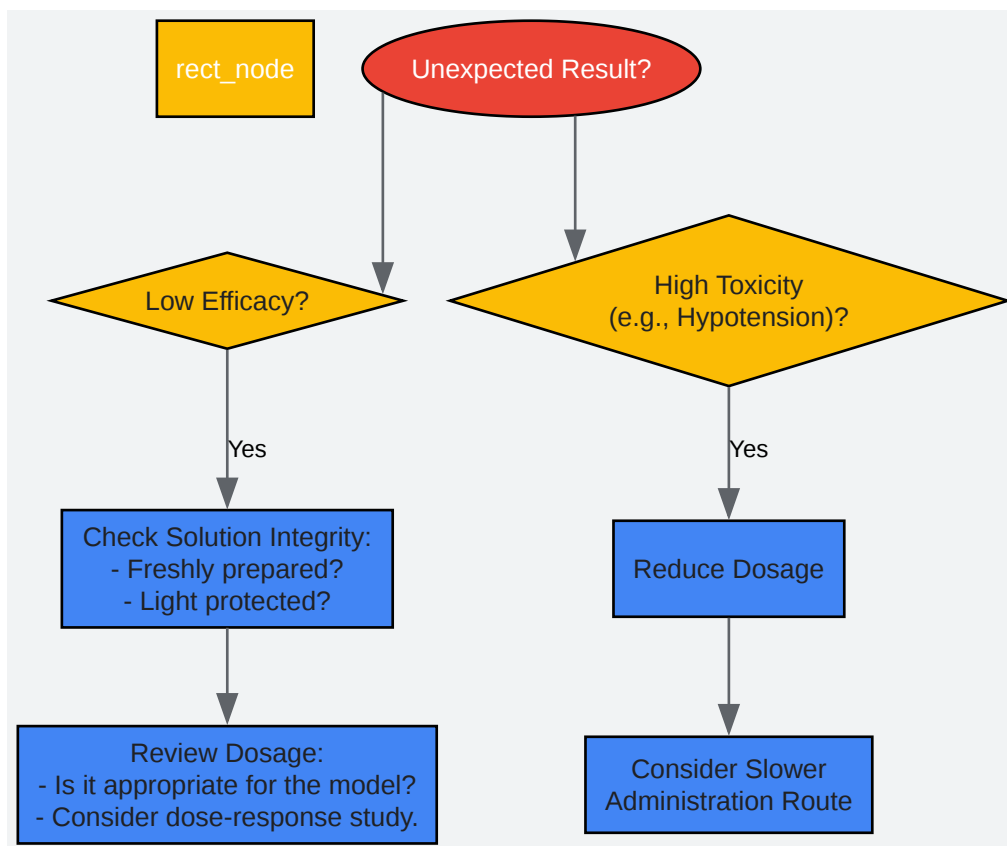 rect_node
Unexpected Result?
Low Efficacy?
High Toxicity
(e.g., Hypotension)?
Yes
Yes
Check Solution Integrity:
- Freshly prepared?
- Light protected?
Reduce Dosage
Review Dosage:
- Is it appropriate for the model?
- Consider dose-response study.
Consider Slower
Administration Route